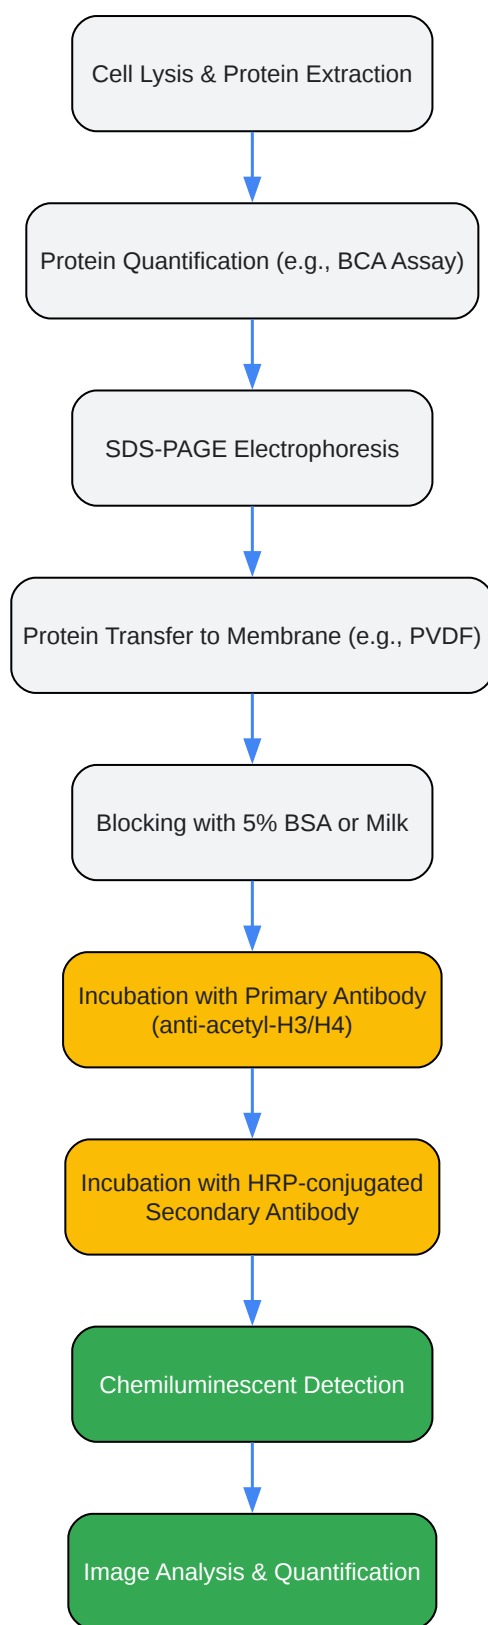 Cell Lysis & Protein Extraction
Protein Quantification (e.g., BCA Assay)
SDS-PAGE Electrophoresis
Protein Transfer to Membrane (e.g., PVDF)
Blocking with 5% BSA or Milk
Incubation with Primary Antibody
(anti-acetyl-H3/H4)
Incubation with HRP-conjugated
Secondary Antibody
Chemiluminescent Detection
Image Analysis & Quantification